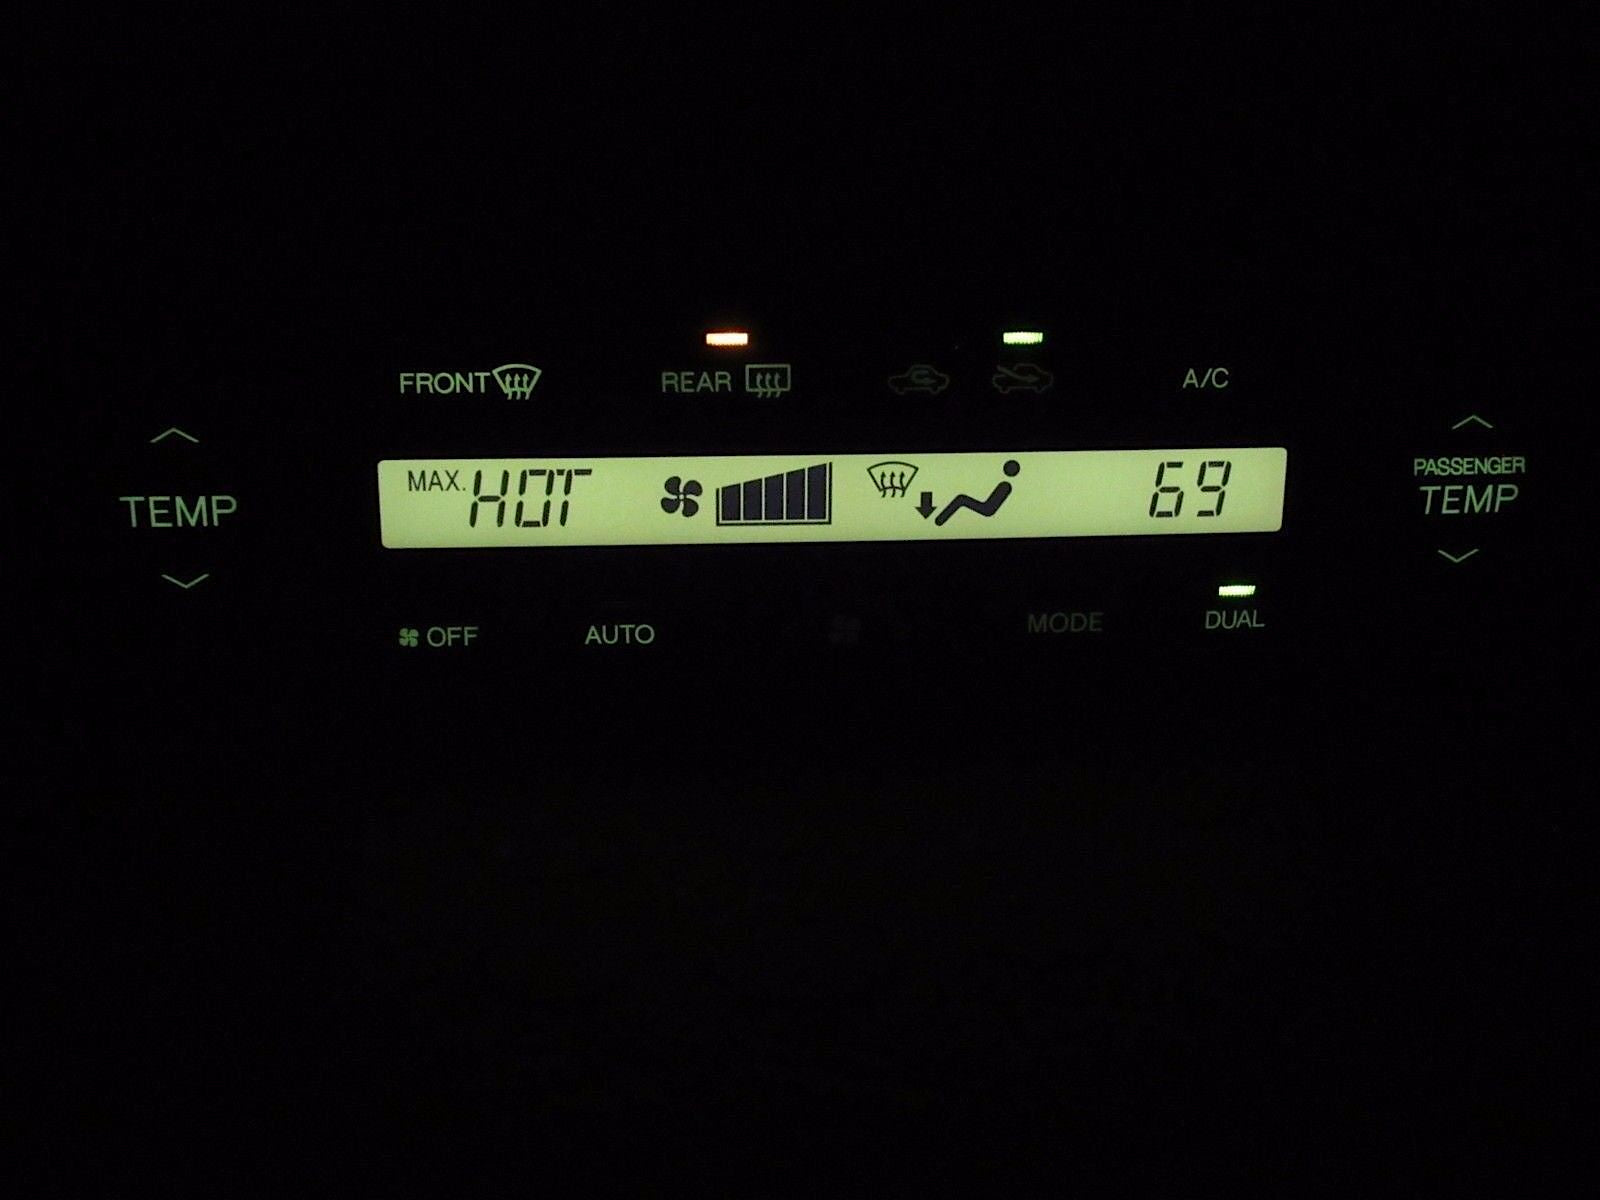 FRONT REAR A/C
TEMP
MAX. HOT 69
PASSENGER
TEMP
OFF AUTO MODE DUAL